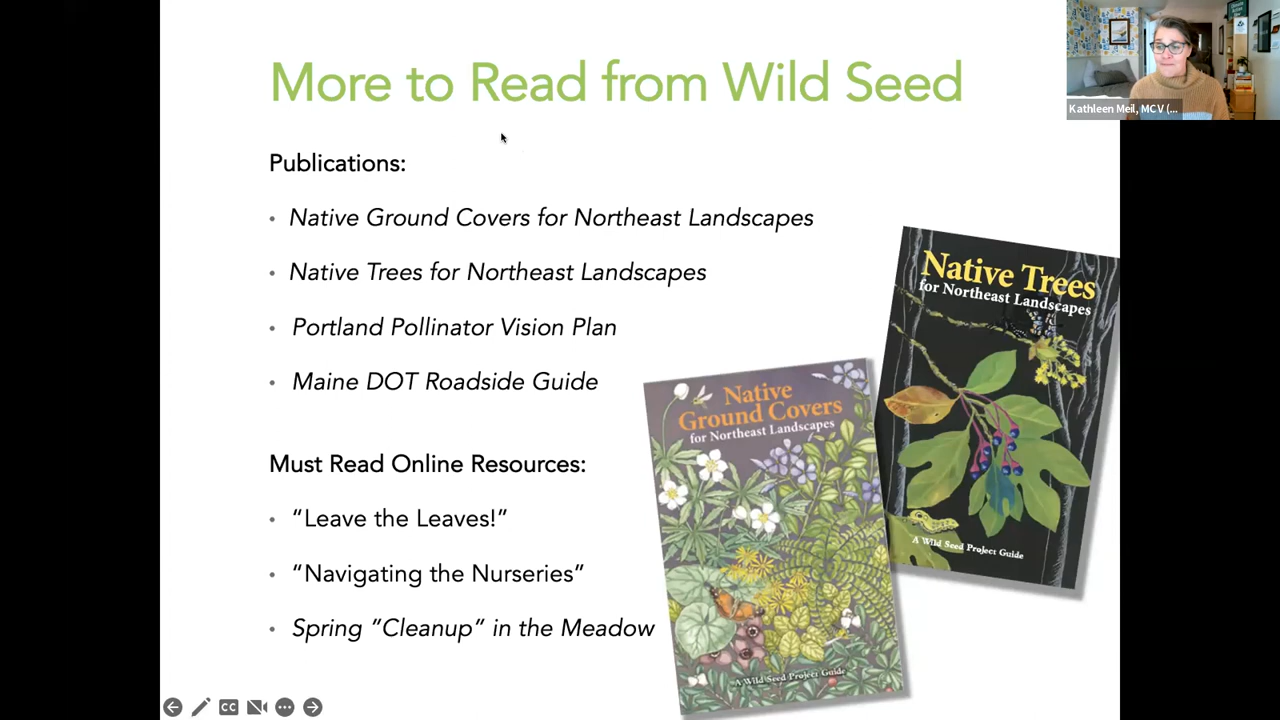 More to Read from Wild Seed
Kathleen Meil, MCV (...
Publications:
• Native Ground Covers for Northeast Landscapes
• Native Trees for Northeast Landscapes
• Portland Pollinator Vision Plan
• Maine DOT Roadside Guide
Must Read Online Resources:
• “Leave the Leaves!”
• “Navigating the Nurseries”
• Spring “Cleanup” in the Meadow
Native Trees
for Northeast Landscapes
A Wild Seed Project Guide
Native
Ground Covers
for Northeast Landscapes
A Wild Seed Project Guide
CC